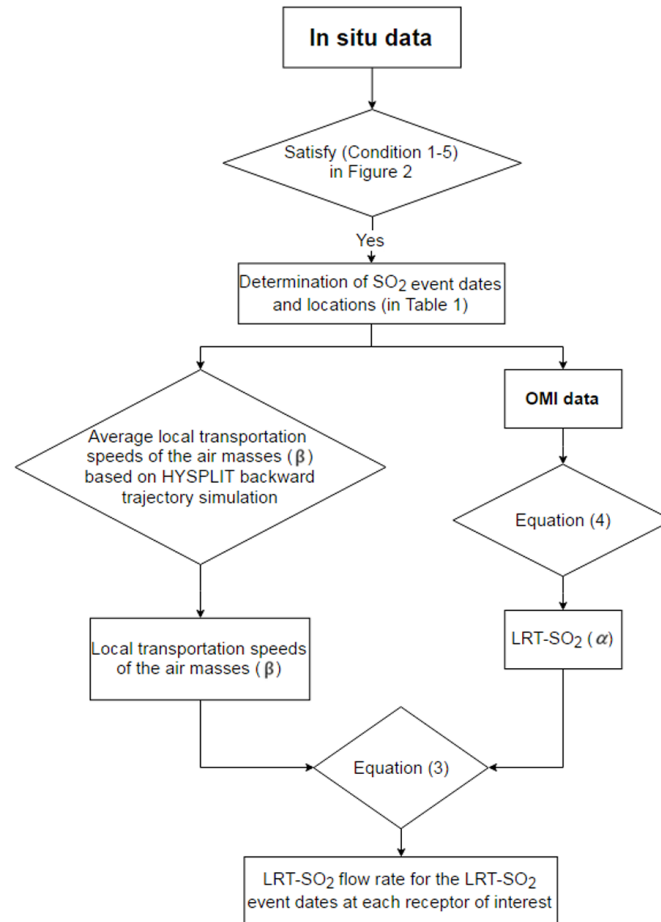 In situ data
Satisfy (Condition 1-5)
in Figure 2
Yes
Determination of SO₂ event dates
and locations (in Table 1)
Average local transportation
speeds of the air masses (β)
based on HYSPLIT backward
trajectory simulation
OMI data
Equation (4)
Local transportation speeds
of the air masses (β)
LRT-SO₂ (α)
Equation (3)
LRT-SO₂ flow rate for the LRT-SO₂
event dates at each receptor of interest